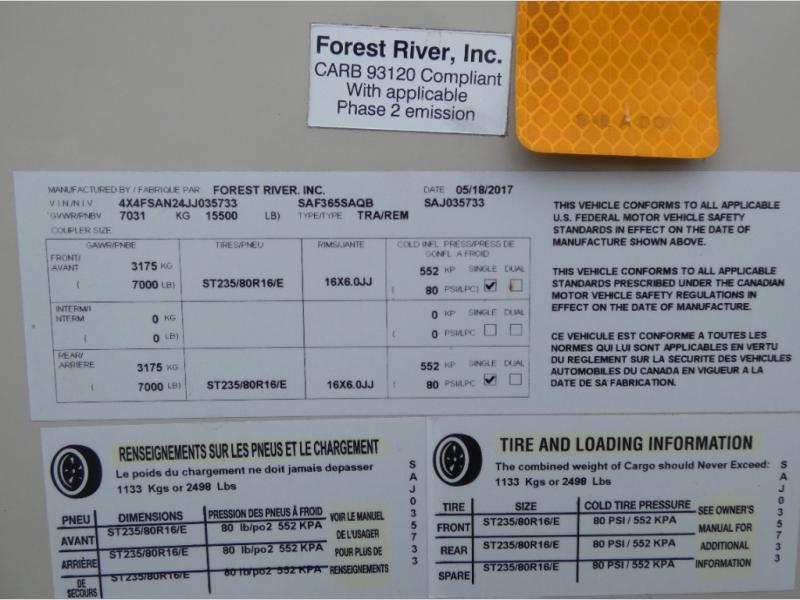 Forest River, Inc.
CARB 93120 Compliant
With applicable
Phase 2 emission
MANUFACTURED BY / FABRIQUE PAR: FOREST RIVER, INC. DATE 05/18/2017
V.I.N./N.I.V 4X4FSAN24JJ035733 SAF365SAQB SAJ035733
GVWR/PNBV 7031 KG 15500 LB) TYPE/TYPE TRA/REM
COUPLER SIZE
GAWR/PNBE TIRES/PNEU RIMS/JANTE COLD INFL. PRESS/PRESS DE GONFL A FROID
FRONT/ AVANT 3175 KG 552 KP SINGLE DUAL
( 7000 LB) ST235/80R16/E 16X6.0JJ ( 80 PSI/LPC)
INTERM/I NTERM 0 KG 0 KP SINGLE DUAL
( 0 LB) ( 0 PSI/LPC
REAR/ ARRIÈRE 3175 KG 552 KP SINGLE DUAL
( 7000 LB) ST235/80R16/E 16X6.0JJ ( 80 PSI/LPC)
THIS VEHICLE CONFORMS TO ALL APPLICABLE
U.S. FEDERAL MOTOR VEHICLE SAFETY
STANDARDS IN EFFECT ON THE DATE OF
MANUFACTURE SHOWN ABOVE.
THIS VEHICLE CONFORMS TO ALL APPLICABLE
STANDARDS PRESCRIBED UNDER THE CANADIAN
MOTOR VEHICLE SAFETY REGULATIONS IN
EFFECT ON THE DATE OF MANUFACTURE.
CE VEHICULE EST CONFORME A TOUTES LES
NORMES QUI LUI SONT APPLICABLES EN VERTU
DU REGLEMENT SUR LA SECURITE DES VEHICULES
AUTOMOBILES DU CANADA EN VIGUEUR A LA
DATE DE SA FABRICATION.
RENSEIGNEMENTS SUR LES PNEUS ET LE CHARGEMENT
Le poids du chargement ne doit jamais depasser
1133 Kgs or 2498 Lbs
PNEU DIMENSIONS PRESSION DES PNEUS À FROID
AVANT ST235/80R16/E 80 lb/po2 552 KPA
ARRIÈRE ST235/80R16/E 80 lb/po2 552 KPA
DE SECOURS ST235/80R16/E 80 lb/po2 552 KPA
VOIR LE MANUEL
DE L'USAGER
POUR PLUS DE
RENSEIGNEMENTS
SAJ035733
TIRE AND LOADING INFORMATION
The combined weight of Cargo should Never Exceed:
1133 Kgs or 2498 Lbs
TIRE SIZE COLD TIRE PRESSURE
FRONT ST235/80R16/E 80 PSI / 552 KPA
REAR ST235/80R16/E 80 PSI / 552 KPA
SPARE ST235/80R16/E 80 PSI / 552 KPA
SEE OWNER'S
MANUAL FOR
ADDITIONAL
INFORMATION
SAJ035733